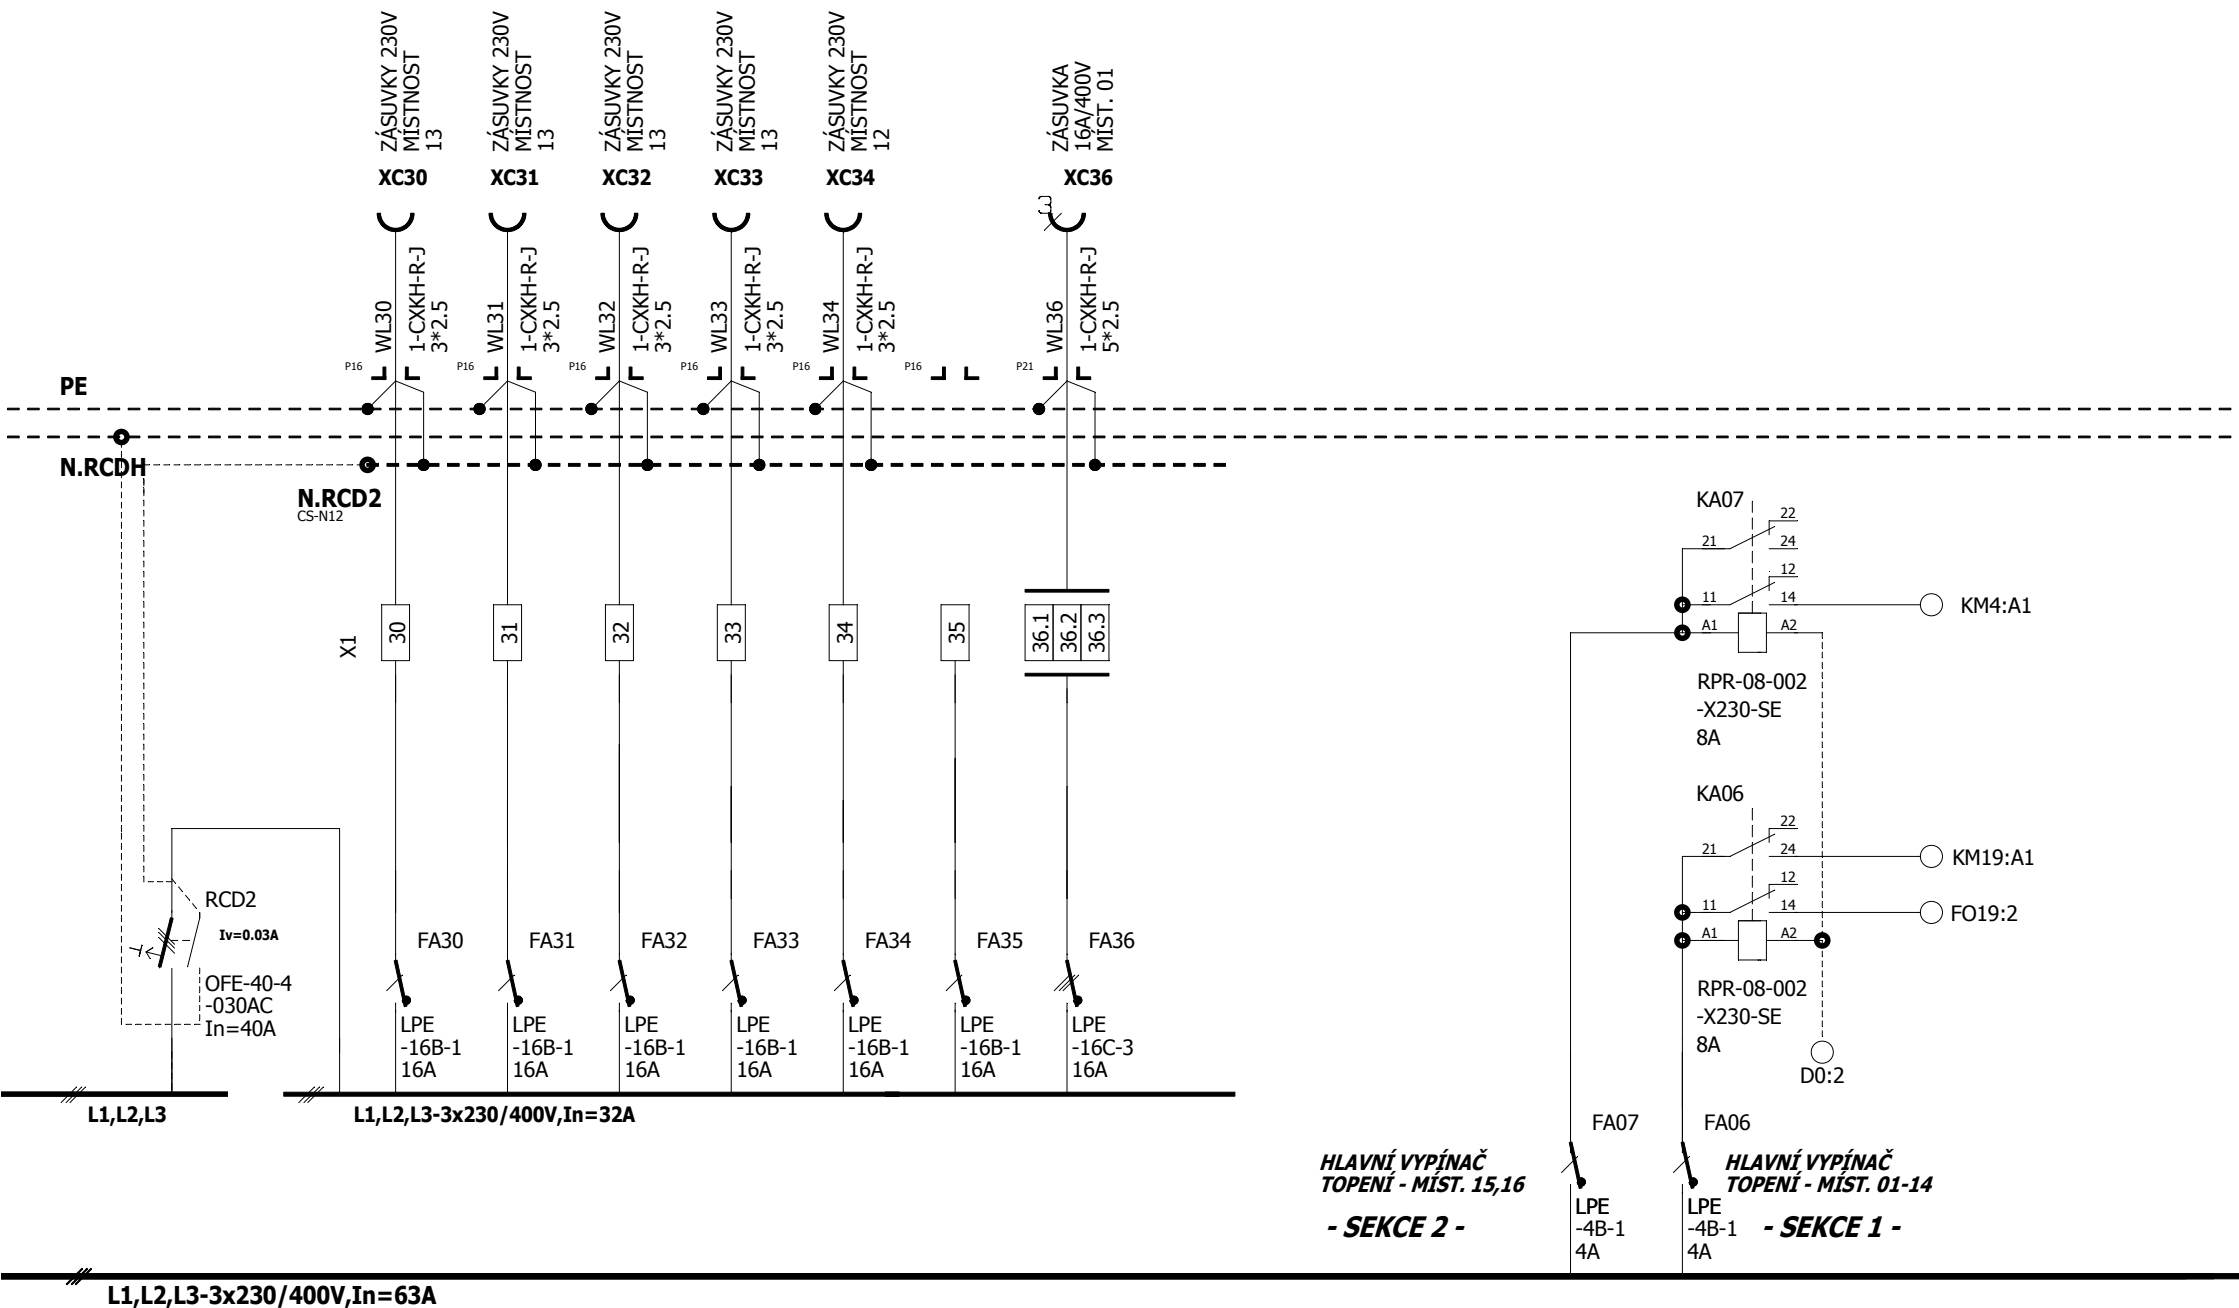 ZÁSUVKY 230V
MÍSTNOST
13
ZÁSUVKY 230V
MÍSTNOST
13
ZÁSUVKY 230V
MÍSTNOST
13
ZÁSUVKY 230V
MÍSTNOST
13
ZÁSUVKY 230V
MÍSTNOST
12
ZÁSUVKA
16A/400V
MÍST. 01
XC30
XC31
XC32
XC33
XC34
XC36
3
WL30
1-CXKH-R-J
3*2.5
WL31
1-CXKH-R-J
3*2.5
WL32
1-CXKH-R-J
3*2.5
WL33
1-CXKH-R-J
3*2.5
WL34
1-CXKH-R-J
3*2.5
WL36
1-CXKH-R-J
5*2.5
P16
P16
P16
P16
P16
P16
P21
PE
N.RCDH
N.RCD2
CS-N12
X1
30
31
32
33
34
35
36.1
36.2
36.3
RCD2
Iv=0.03A
OFE-40-4
-030AC
In=40A
FA30
FA31
FA32
FA33
FA34
FA35
FA36
LPE
-16B-1
16A
LPE
-16B-1
16A
LPE
-16B-1
16A
LPE
-16B-1
16A
LPE
-16B-1
16A
LPE
-16B-1
16A
LPE
-16C-3
16A
L1,L2,L3
L1,L2,L3-3x230/400V,In=32A
KA07
22
21
24
12
11
14
KM4:A1
A1
A2
RPR-08-002
-X230-SE
8A
KA06
22
21
24
KM19:A1
12
11
14
FO19:2
A1
A2
RPR-08-002
-X230-SE
8A
D0:2
FA07
FA06
HLAVNÍ VYPÍNAČ
TOPENÍ - MÍST. 15,16
- SEKCE 2 -
LPE
-4B-1
4A
HLAVNÍ VYPÍNAČ
TOPENÍ - MÍST. 01-14
- SEKCE 1 -
LPE
-4B-1
4A
L1,L2,L3-3x230/400V,In=63A